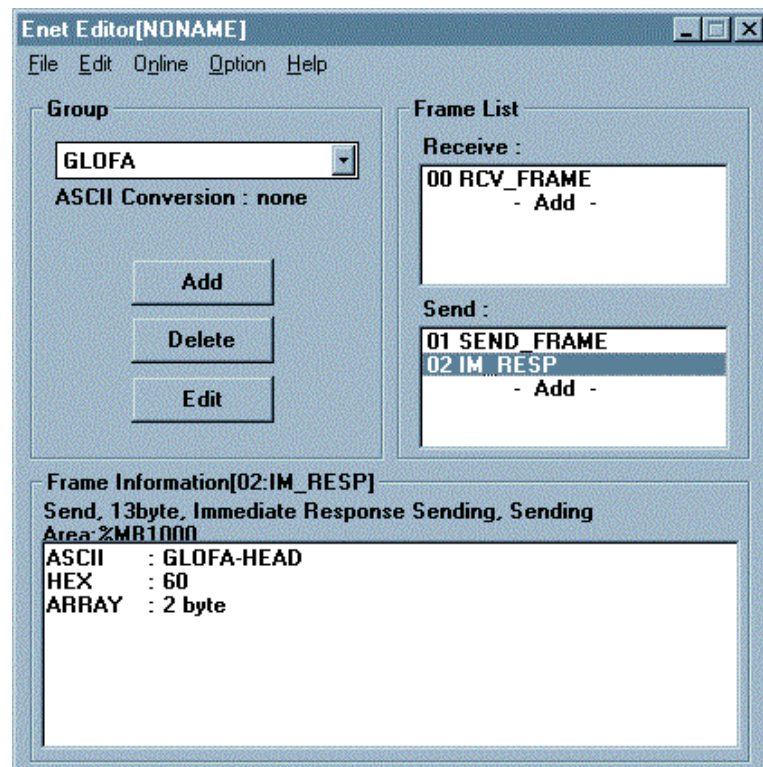 Enet Editor[NONAME]
File Edit Online Option Help
Group
GLOFA
ASCII Conversion : none
Add
Delete
Edit
Frame List
Receive :
00 RCV_FRAME
- Add -
Send :
01 SEND_FRAME
02 IM_RESP
- Add -
Frame Information[02:IM_RESP]
Send, 13byte, Immediate Response Sending, Sending
Area:%MB1000
ASCII : GLOFA-HEAD
HEX : 60
ARRAY : 2 byte